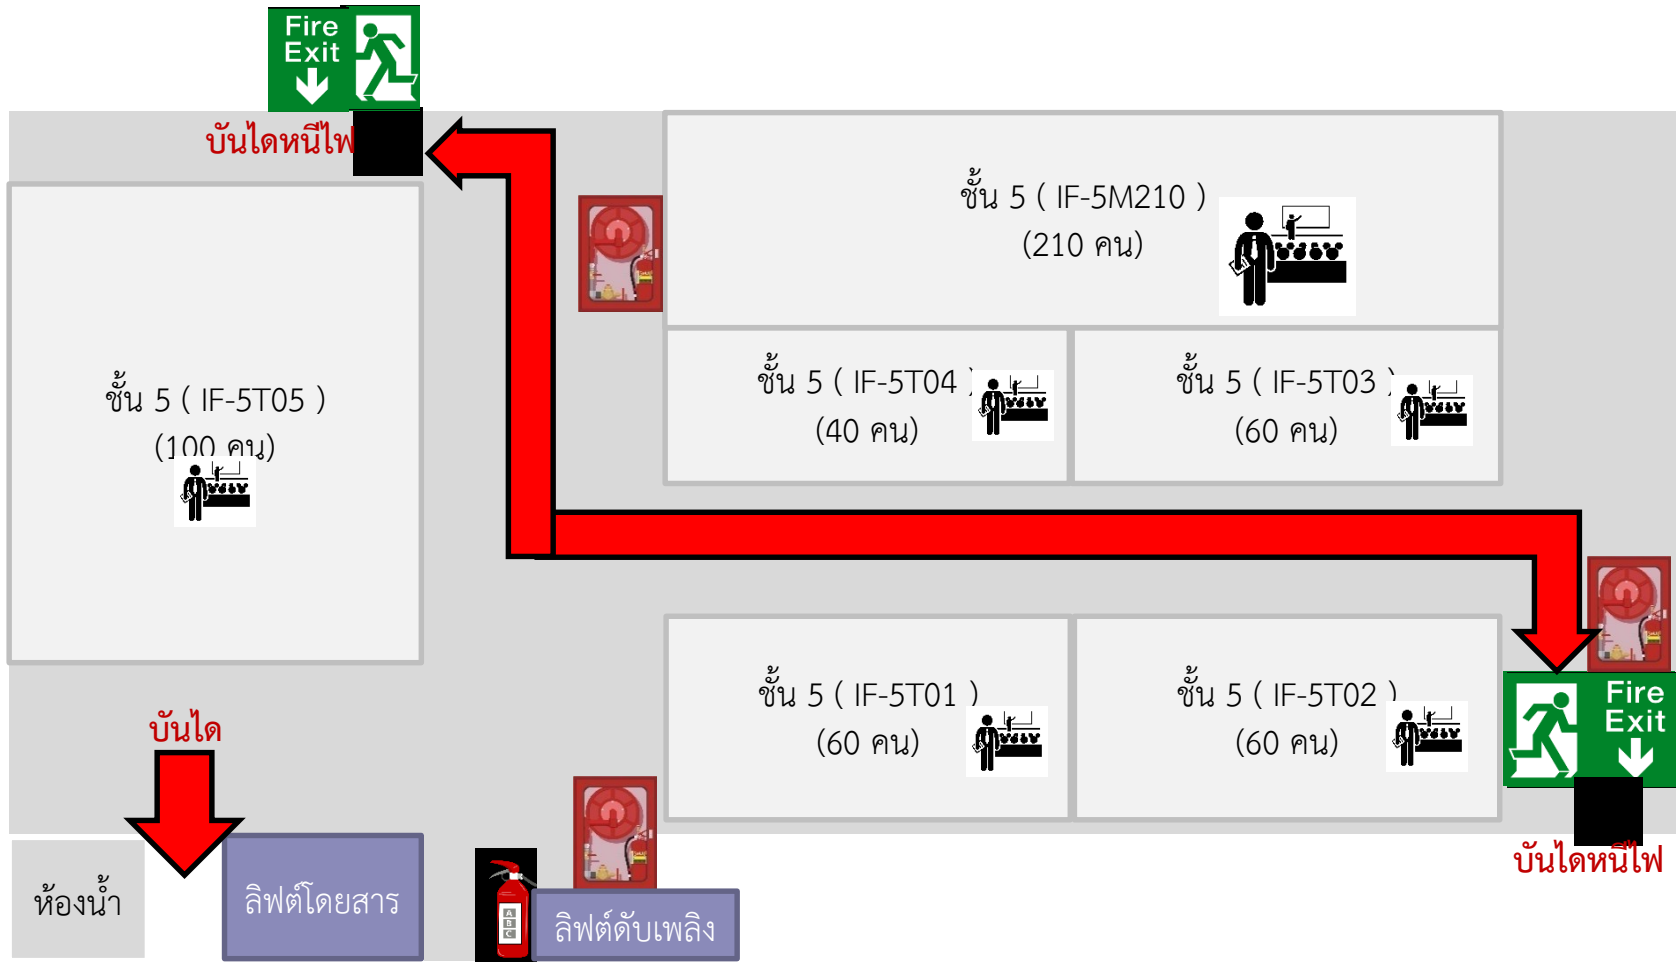 Fire
Exit
บันไดหนีไฟ
ชั้น 5 ( IF-5M210 )
(210 คน)
ชั้น 5 ( IF-5T05 )
(100 คน)
ชั้น 5 ( IF-5T04 )
(40 คน)
ชั้น 5 ( IF-5T03 )
(60 คน)
ชั้น 5 ( IF-5T01 )
(60 คน)
ชั้น 5 ( IF-5T02 )
(60 คน)
Fire
Exit
บันไดหนีไฟ
บันได
ห้องน้ำ
ลิฟต์โดยสาร
A
B
C
ลิฟต์ดับเพลิง